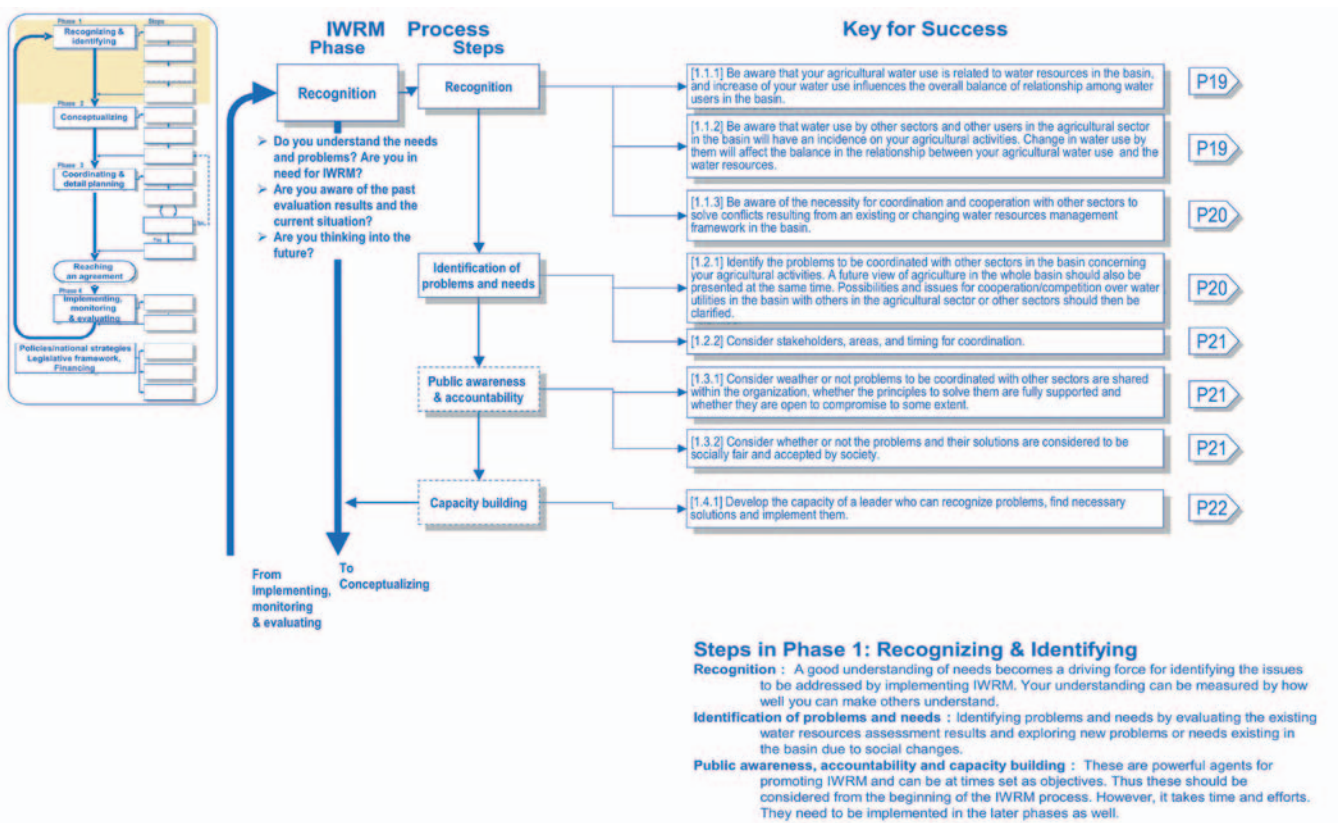 Phase 1
Steps
Recognizing &
identifying
Phase 2
Conceptualizing
Phase 3
Coordinating &
detail planning
Reaching
an agreement
Phase 4
Implementing,
monitoring
& evaluating
Policies/national strategies
Legislative framework,
Financing
IWRM Process
Phase Steps
Key for Success
Recognition
Recognition
➢ Do you understand the needs
and problems? Are you in
need for IWRM?
➢ Are you aware of the past
evaluation results and the
current situation?
➢ Are you thinking into the
future?
[1.1.1] Be aware that your agricultural water use is related to water resources in the basin,
and increase of your water use influences the overall balance of relationship among water
users in the basin.
P19
[1.1.2] Be aware that water use by other sectors and other users in the agricultural sector
in the basin will have an incidence on your agricultural activities. Change in water use by
them will affect the balance in the relationship between your agricultural water use and the
water resources.
P19
[1.1.3] Be aware of the necessity for coordination and cooperation with other sectors to
solve conflicts resulting from an existing or changing water resources management
framework in the basin.
P20
Identification of
problems and needs
[1.2.1] Identify the problems to be coordinated with other sectors in the basin concerning
your agricultural activities. A future view of agriculture in the whole basin should also be
presented at the same time. Possibilities and issues for cooperation/competition over water
utilities in the basin with others in the agricultural sector or other sectors should then be
clarified.
P20
[1.2.2] Consider stakeholders, areas, and timing for coordination.
P21
Public awareness
& accountability
[1.3.1] Consider weather or not problems to be coordinated with other sectors are shared
within the organization, whether the principles to solve them are fully supported and
whether they are open to compromise to some extent.
P21
[1.3.2] Consider whether or not the problems and their solutions are considered to be
socially fair and accepted by society.
P21
Capacity building
[1.4.1] Develop the capacity of a leader who can recognize problems, find necessary
solutions and implement them.
P22
From
Implementing,
monitoring
& evaluating
To
Conceptualizing
Steps in Phase 1: Recognizing & Identifying
Recognition : A good understanding of needs becomes a driving force for identifying the issues
to be addressed by implementing IWRM. Your understanding can be measured by how
well you can make others understand.
Identification of problems and needs : Identifying problems and needs by evaluating the existing
water resources assessment results and exploring new problems or needs existing in
the basin due to social changes.
Public awareness, accountability and capacity building : These are powerful agents for
promoting IWRM and can be at times set as objectives. Thus these should be
considered from the beginning of the IWRM process. However, it takes time and efforts.
They need to be implemented in the later phases as well.